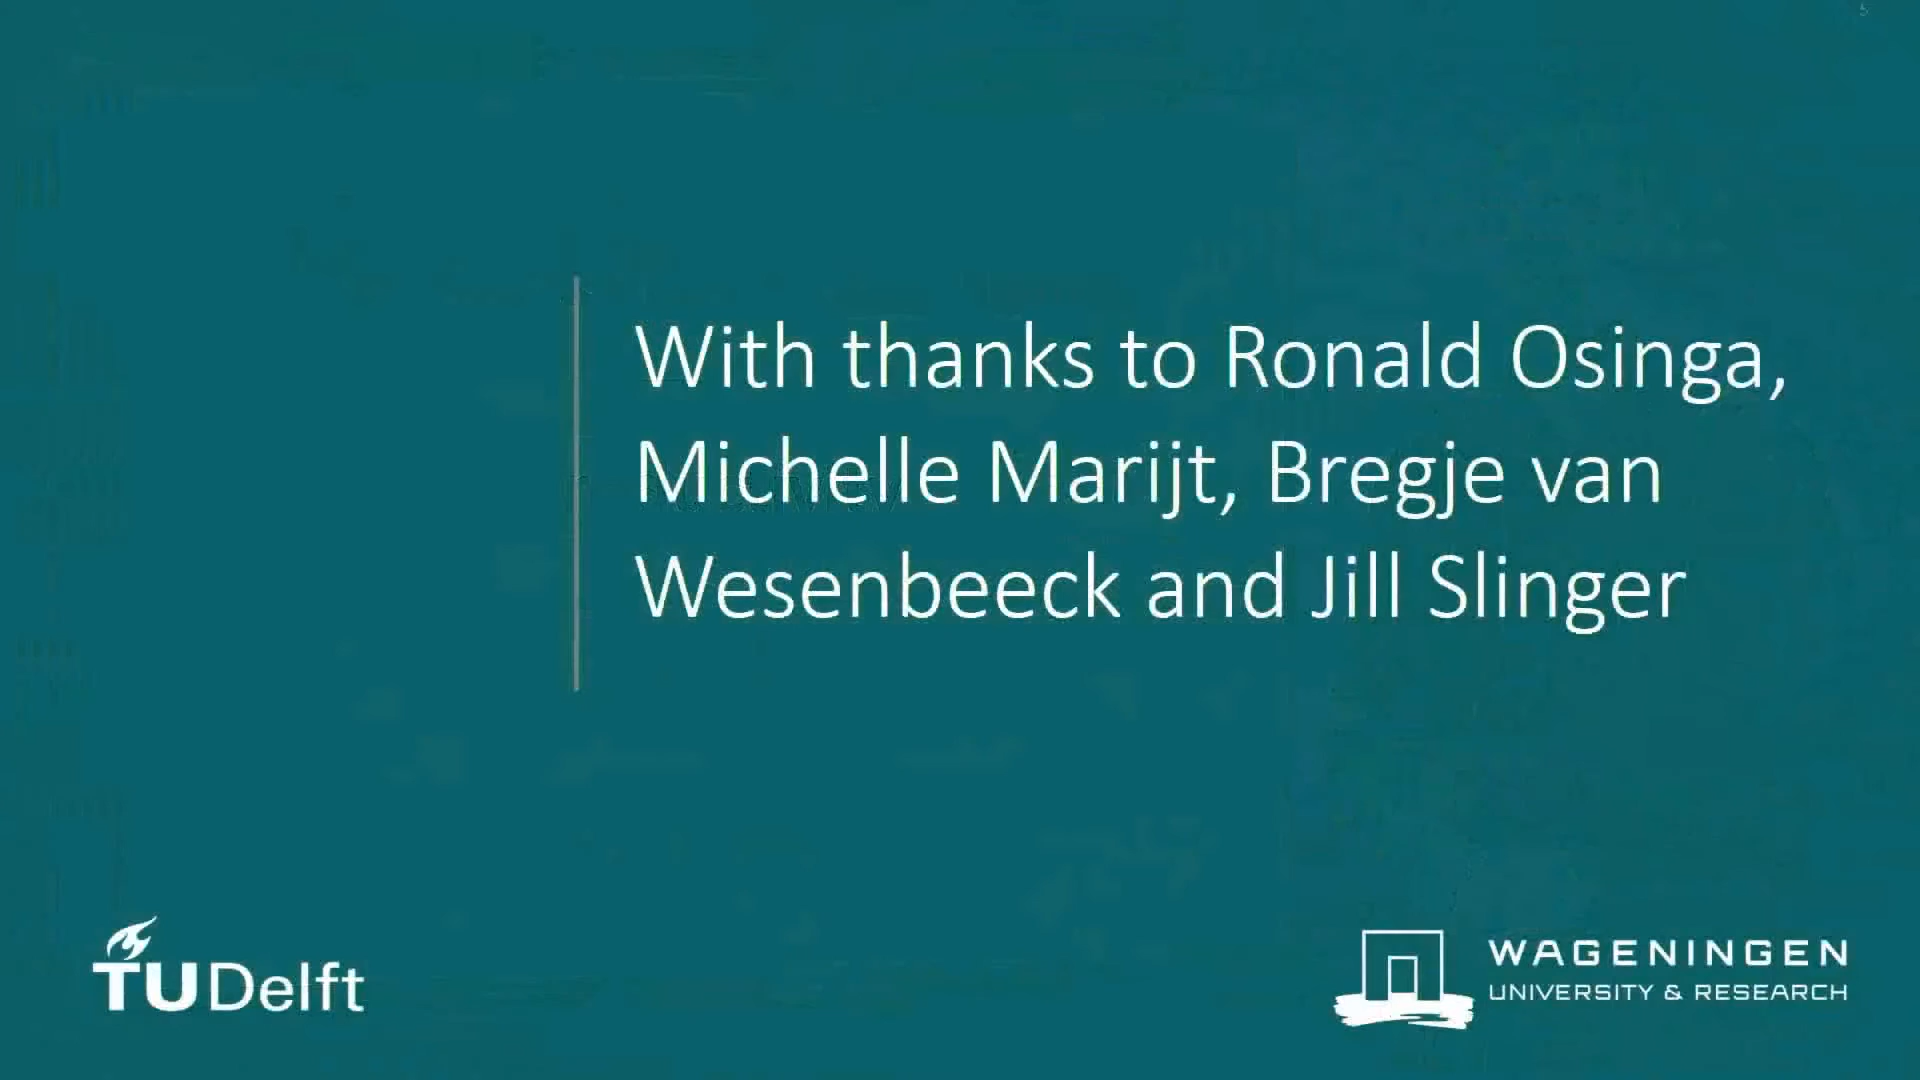 With thanks to Ronald Osinga,
Michelle Marijt, Bregje van
Wesenbeeck and Jill Slinger
TUDelft
WAGENINGEN
UNIVERSITY & RESEARCH